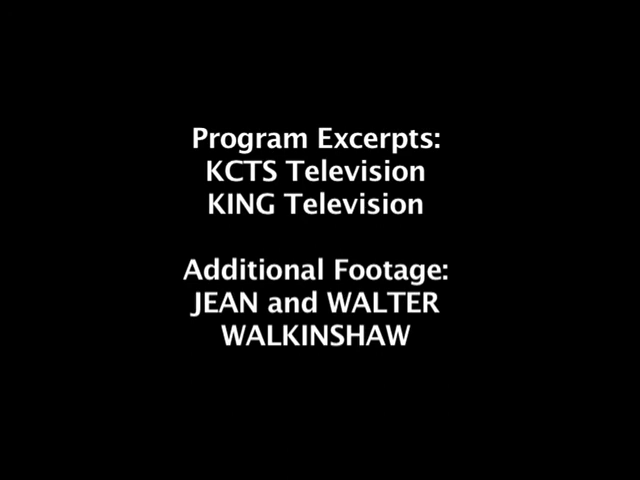 Program Excerpts:
KCTS Television
KING Television
Additional Footage:
JEAN and WALTER
WALKINSHAW